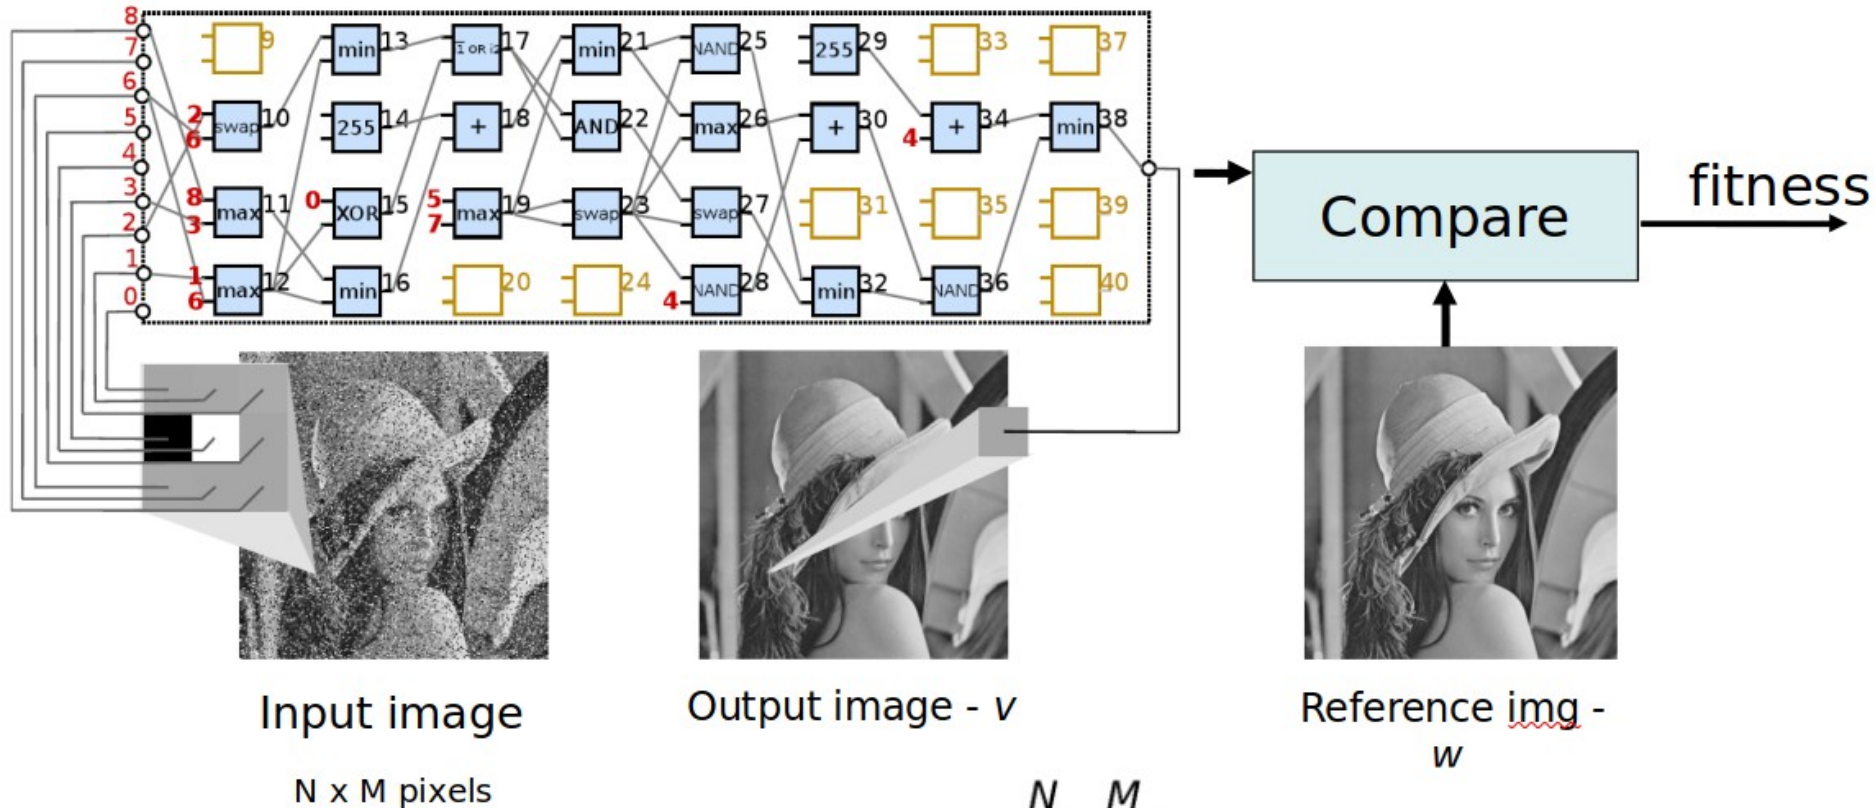 8
7
6
5
4
3
2
1
0
9
min 13
OR i2 17
min 21
NAND 25
255 29
33
37
2
6
swap 10
255 14
+ 18
AND 22
max 26
+ 30
4
+ 34
min 38
8
3
max 11
0
XOR 15
5
7
max 19
swap 23
swap 27
31
35
39
1
6
max 12
min 16
20
24
4
NAND 28
min 32
NAND 36
40
Compare
fitness
Input image
Output image - v
Reference img -
w
N x M pixels
N M